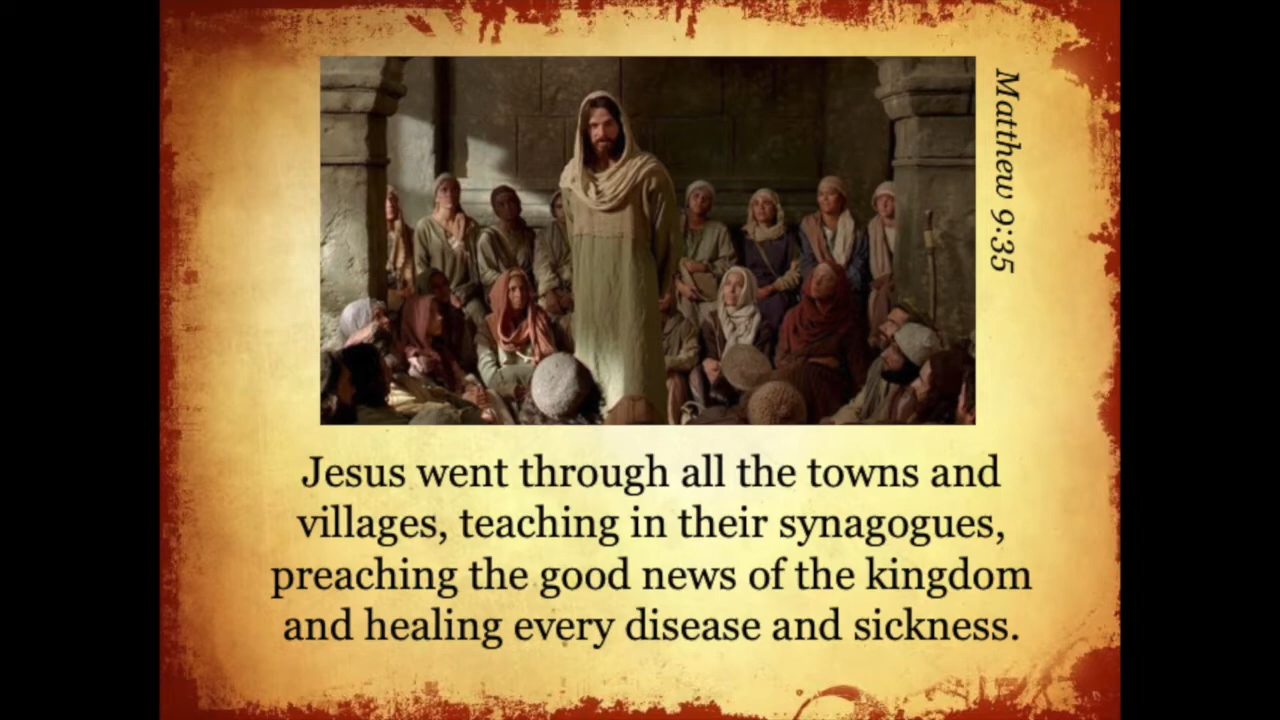 Matthew 9:35
Jesus went through all the towns and
villages, teaching in their synagogues,
preaching the good news of the kingdom
and healing every disease and sickness.